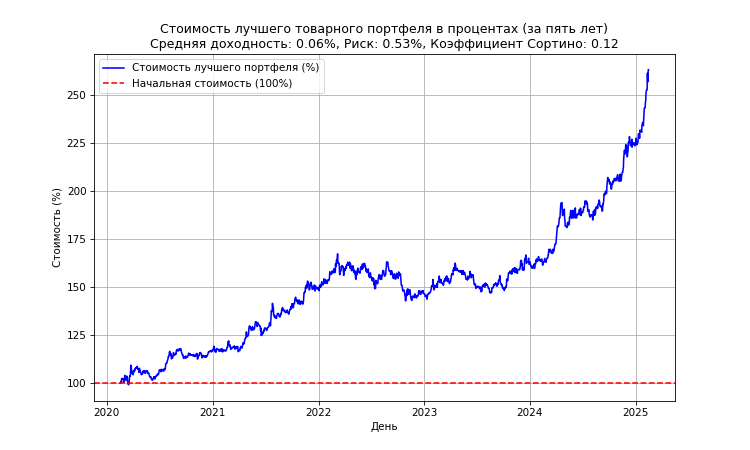 Стоимость лучшего товарного портфеля в процентах (за пять лет)
Средняя доходность: 0.06%, Риск: 0.53%, Коэффициент Сортино: 0.12
Стоимость лучшего портфеля (%)
Начальная стоимость (100%)
Стоимость (%)
250
225
200
175
150
125
100
2020
2021
2022
2023
2024
2025
День